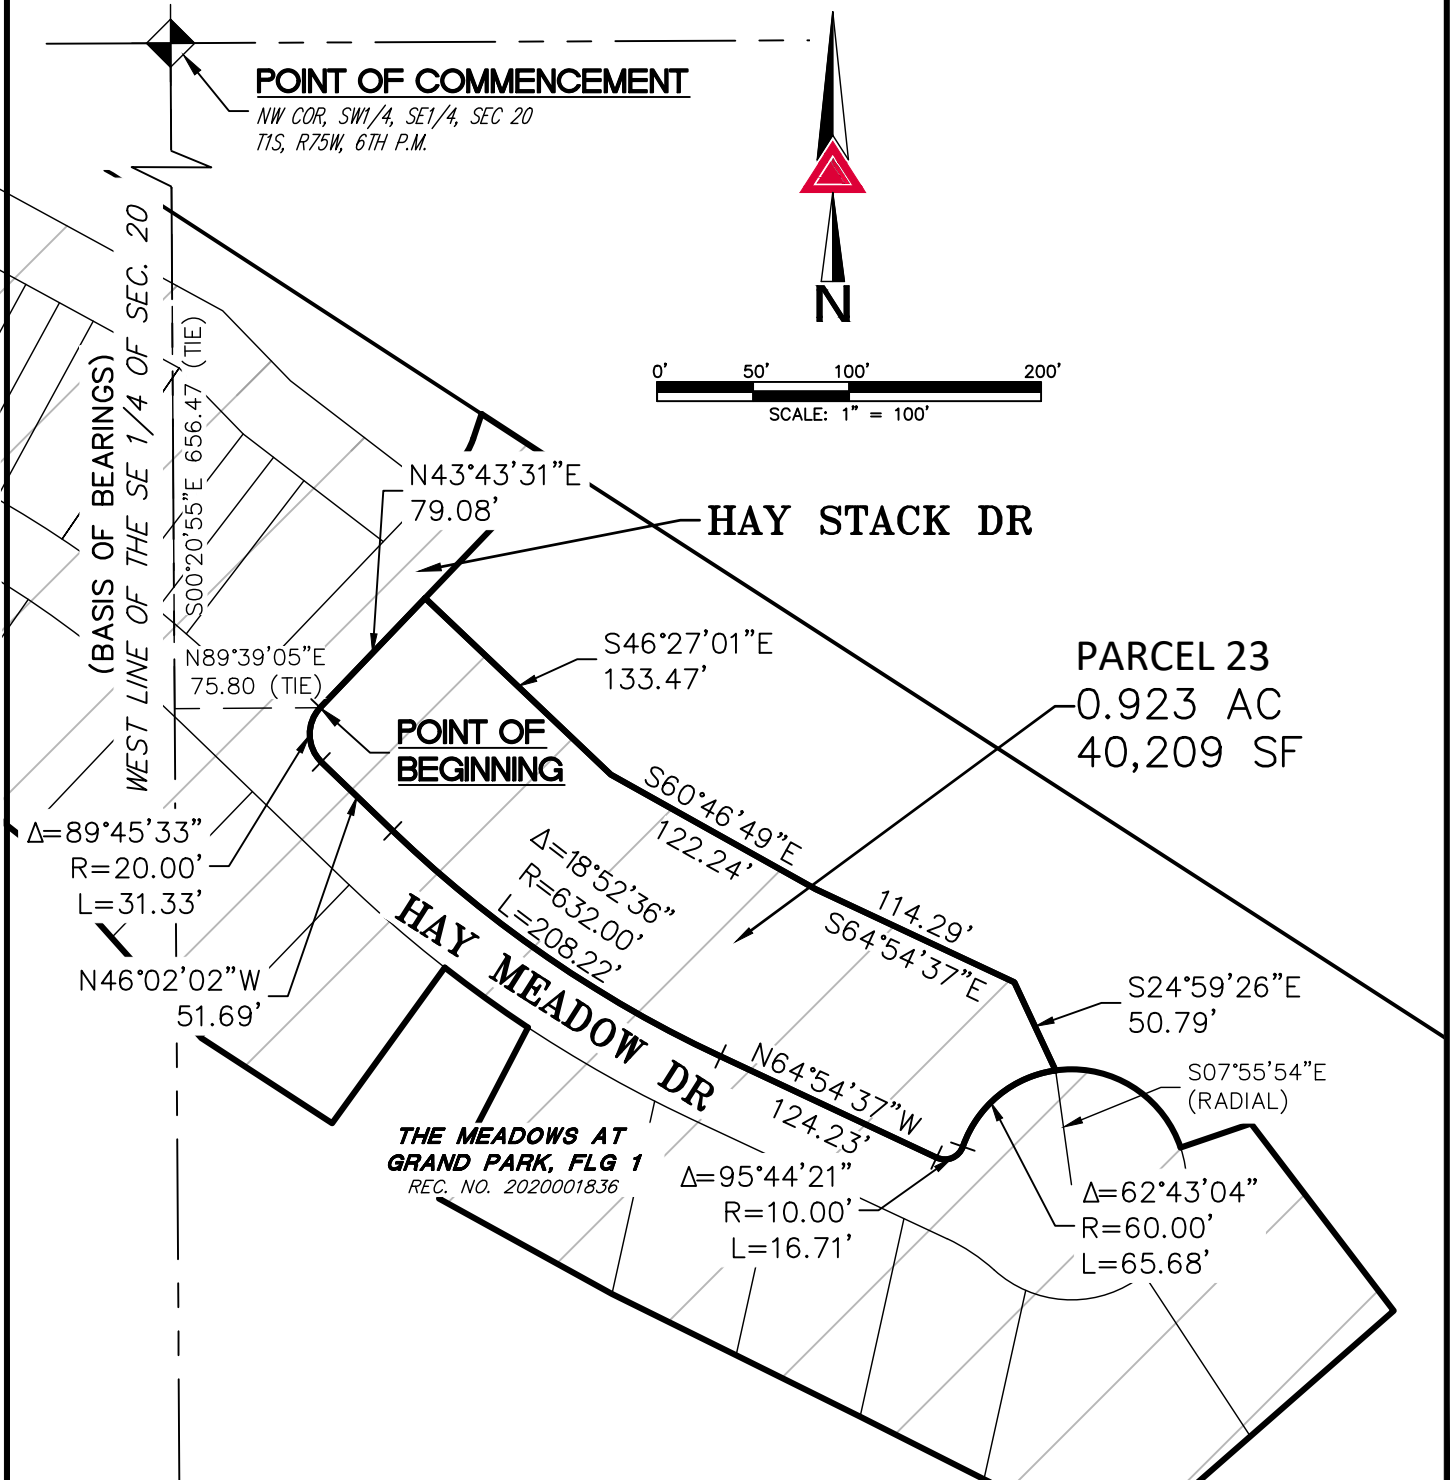 POINT OF COMMENCEMENT
NW COR, SW1/4, SE1/4, SEC 20
T1S, R75W, 6TH P.M.
N
0' 50' 100' 200'
SCALE: 1" = 100'
(BASIS OF BEARINGS)
WEST LINE OF THE SE 1/4 OF SEC. 20
S00°20'55"E 656.47 (TIE)
N43°43'31"E
79.08'
HAY STACK DR
N89°39'05"E
75.80 (TIE)
S46°27'01"E
133.47'
PARCEL 23
0.923 AC
40,209 SF
POINT OF
BEGINNING
S60°46'49"E
122.24'
Δ=89°45'33"
R=20.00'
L=31.33'
Δ=18°52'36"
R=632.00'
L=208.22'
114.29'
S64°54'37"E
HAY MEADOW DR
N46°02'02"W
51.69'
S24°59'26"E
50.79'
N64°54'37"W
124.23'
S07°55'54"E
(RADIAL)
THE MEADOWS AT
GRAND PARK, FLG 1
REC. NO. 2020001836
Δ=95°44'21"
R=10.00'
L=16.71'
Δ=62°43'04"
R=60.00'
L=65.68'